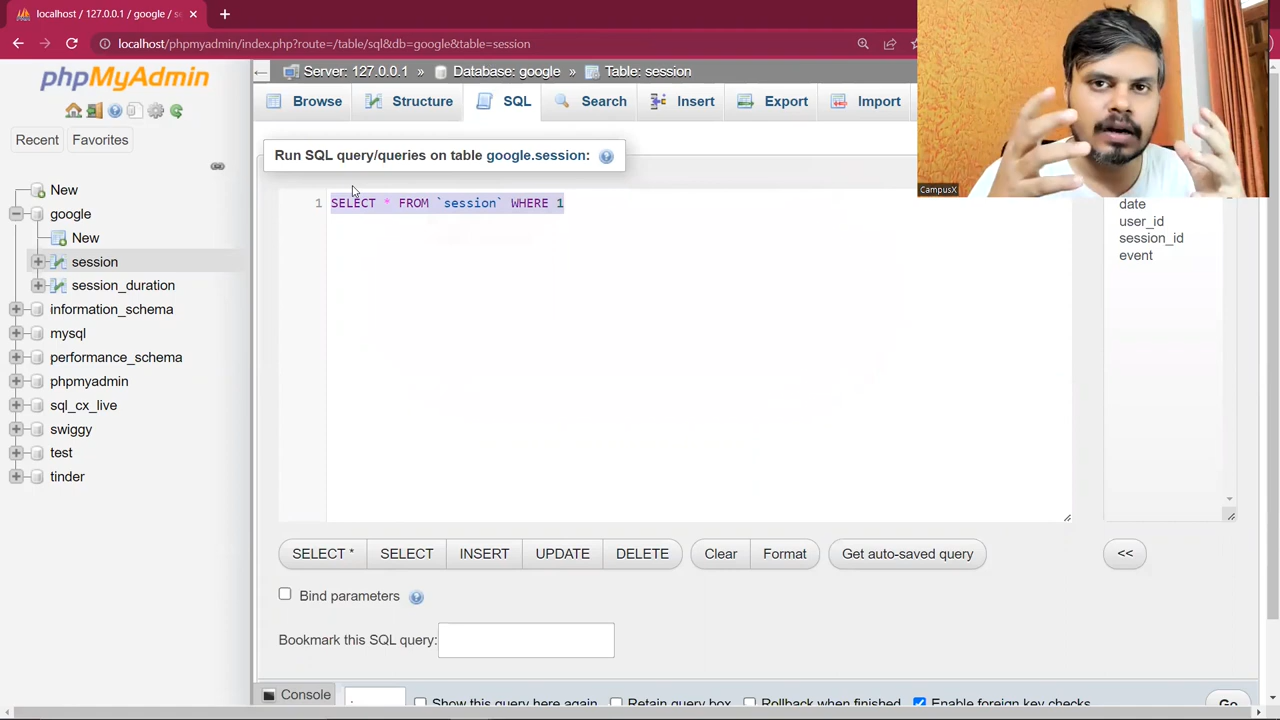 localhost / 127.0.0.1 / google / se
localhost/phpmyadmin/index.php?route=/table/sql&db=google&table=session
CampusX
phpMyAdmin
Recent
Favorites
New
google
New
session
session_duration
information_schema
mysql
performance_schema
phpmyadmin
sql_cx_live
swiggy
test
tinder
Server: 127.0.0.1 » Database: google » Table: session
Browse Structure SQL Search Insert Export Import
Run SQL query/queries on table google.session:
1 SELECT * FROM `session` WHERE 1
date
user_id
session_id
event
SELECT * SELECT INSERT UPDATE DELETE Clear Format Get auto-saved query <<
Bind parameters
Bookmark this SQL query:
Console
Show this query here again Retain query box Rollback when finished Enable foreign key checks Go